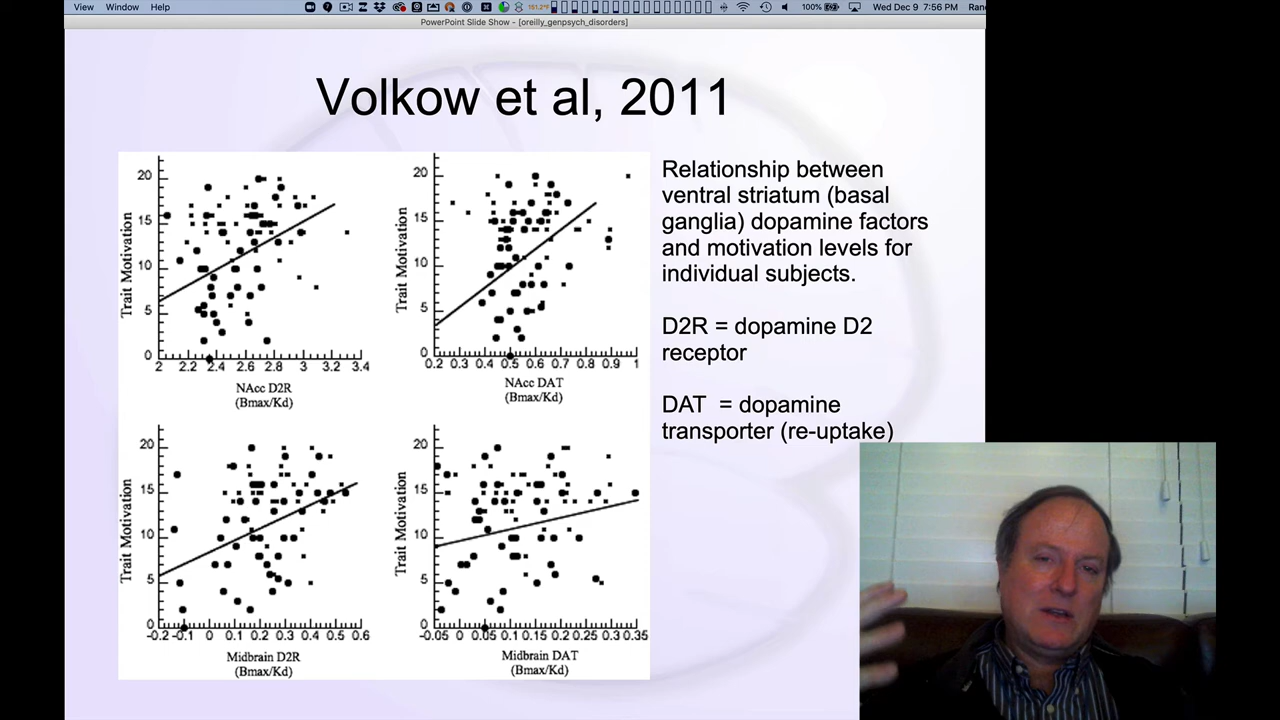 View Window Help 151.2°F 100% Wed Dec 9 7:56 PM Ran
PowerPoint Slide Show - [oreilly_genpsych_disorders]
Volkow et al, 2011
Relationship between
ventral striatum (basal
ganglia) dopamine factors
and motivation levels for
individual subjects.
D2R = dopamine D2
receptor
DAT = dopamine
transporter (re-uptake)
Trait Motivation
20
15
10
5
0
2 2.2 2.4 2.6 2.8 3 3.2 3.4
NAcc D2R
(Bmax/Kd)
Trait Motivation
20
15
10
5
0
0.2 0.3 0.4 0.5 0.6 0.7 0.8 0.9 1
NAcc DAT
(Bmax/Kd)
Trait Motivation
20
15
10
5
0
-0.2 -0.1 0 0.1 0.2 0.3 0.4 0.5 0.6
Midbrain D2R
(Bmax/Kd)
Trait Motivation
20
15
10
5
0
-0.05 0 0.05 0.10 0.15 0.20 0.25 0.30 0.35
Midbrain DAT
(Bmax/Kd)